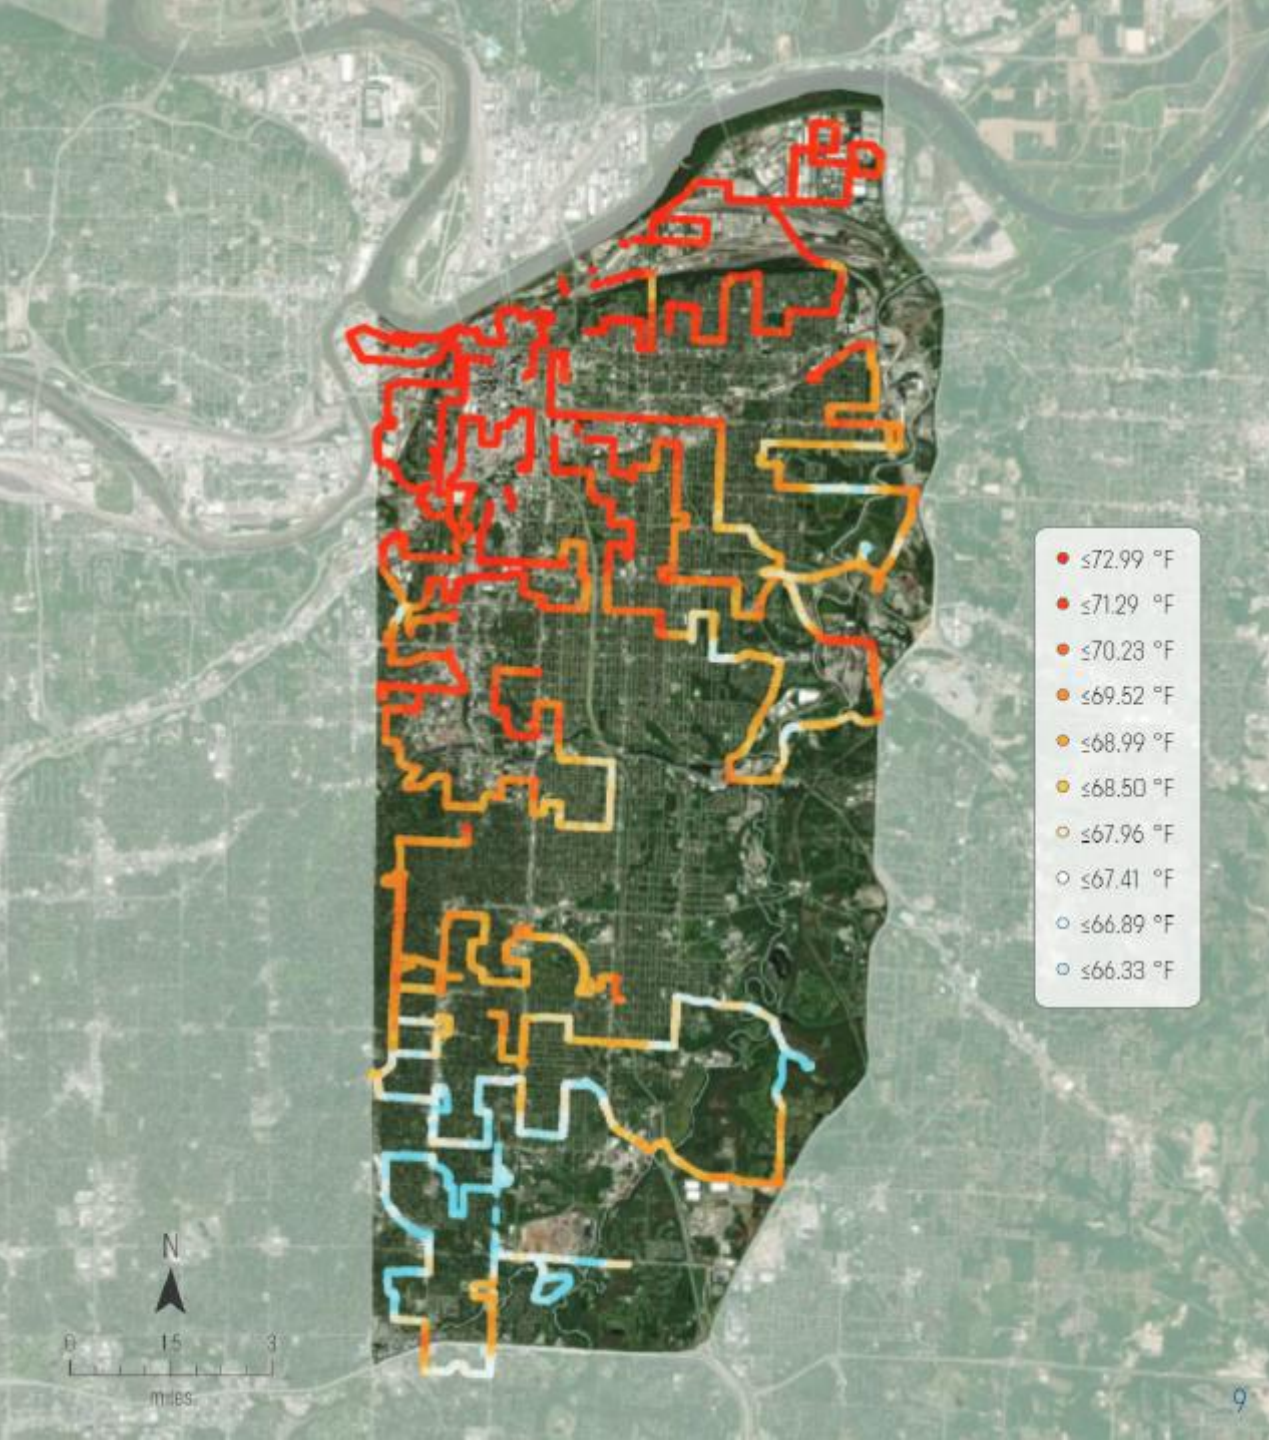 ≤72.99 °F
≤71.29 °F
≤70.23 °F
≤69.52 °F
≤68.99 °F
≤68.50 °F
≤67.96 °F
≤67.41 °F
≤66.89 °F
≤66.33 °F
N
0 1.5 3
miles
9